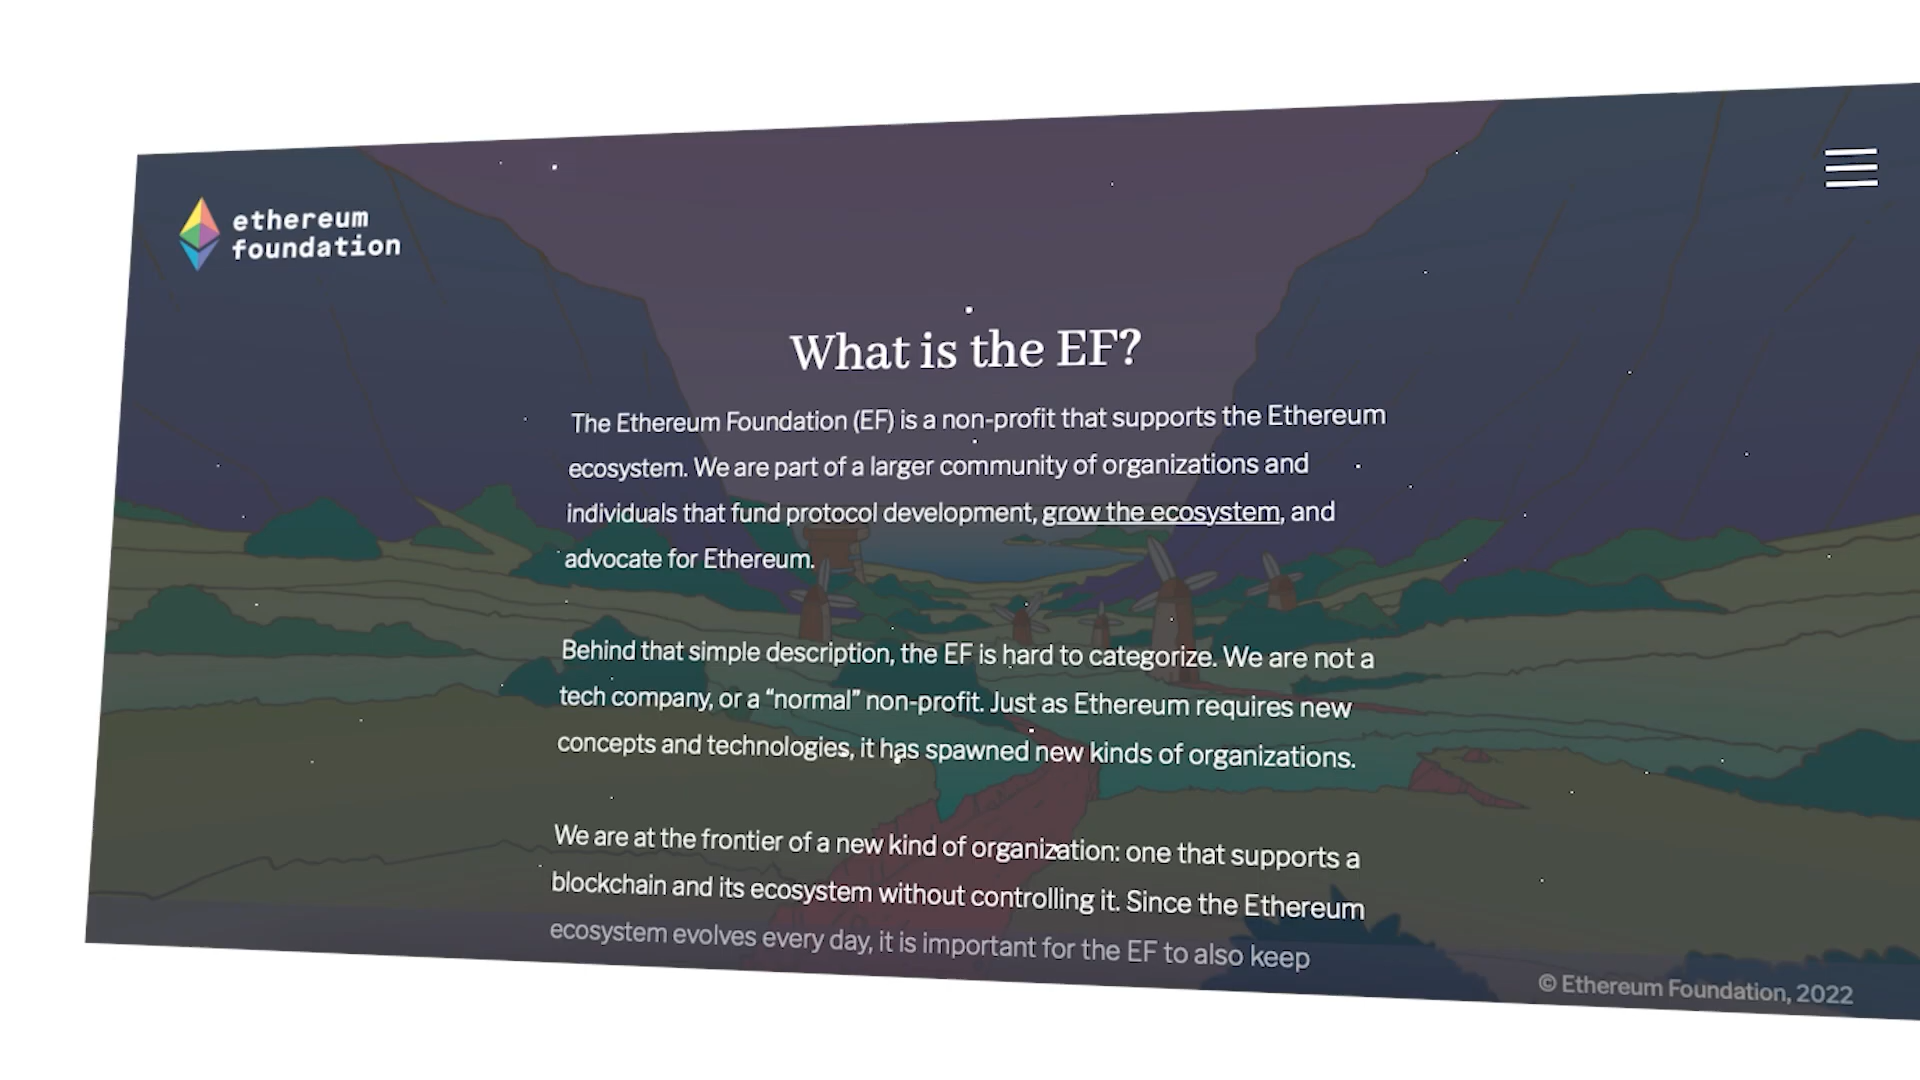 ethereum
foundation
What is the EF?
The Ethereum Foundation (EF) is a non-profit that supports the Ethereum
ecosystem. We are part of a larger community of organizations and
individuals that fund protocol development, grow the ecosystem, and
advocate for Ethereum.
Behind that simple description, the EF is hard to categorize. We are not a
tech company, or a “normal” non-profit. Just as Ethereum requires new
concepts and technologies, it has spawned new kinds of organizations.
We are at the frontier of a new kind of organization: one that supports a
blockchain and its ecosystem without controlling it. Since the Ethereum
ecosystem evolves every day, it is important for the EF to also keep
© Ethereum Foundation, 2022